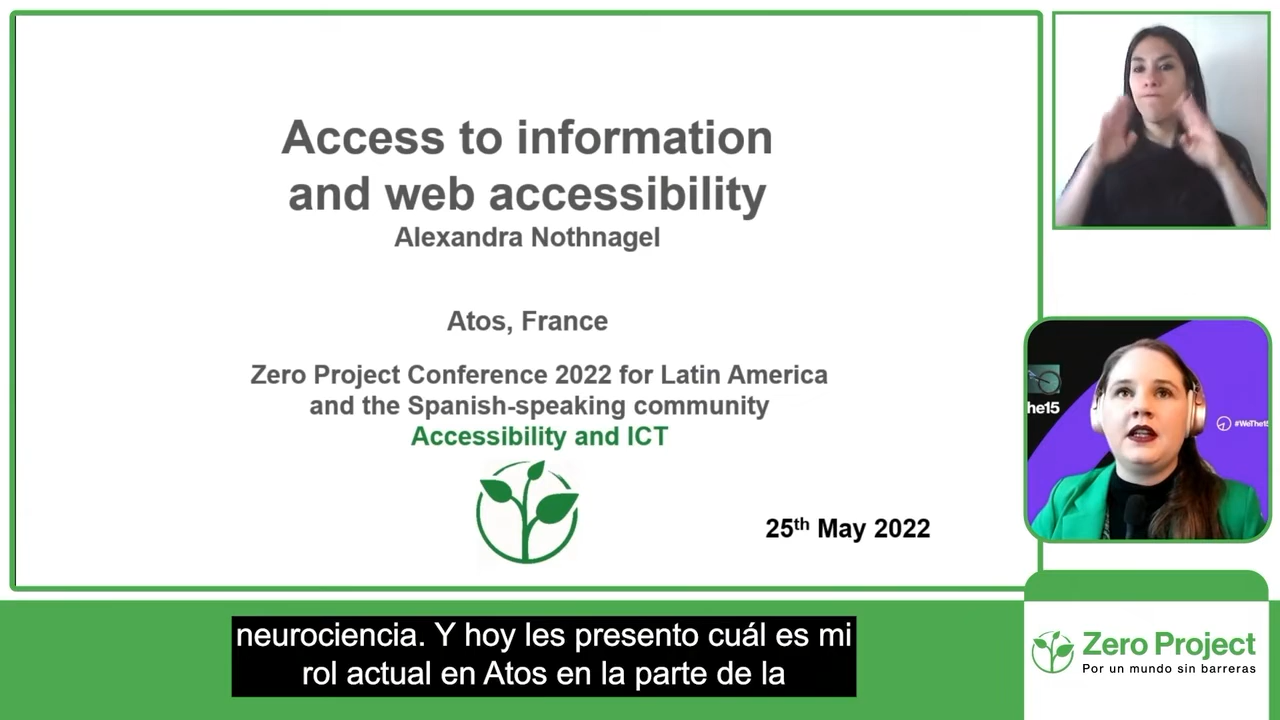 Access to information
and web accessibility
Alexandra Nothnagel
Atos, France
Zero Project Conference 2022 for Latin America
and the Spanish-speaking community
Accessibility and ICT
25th May 2022
he15
#WeThe15
neurociencia. Y hoy les presento cuál es mi
rol actual en Atos en la parte de la
Zero Project
Por un mundo sin barreras